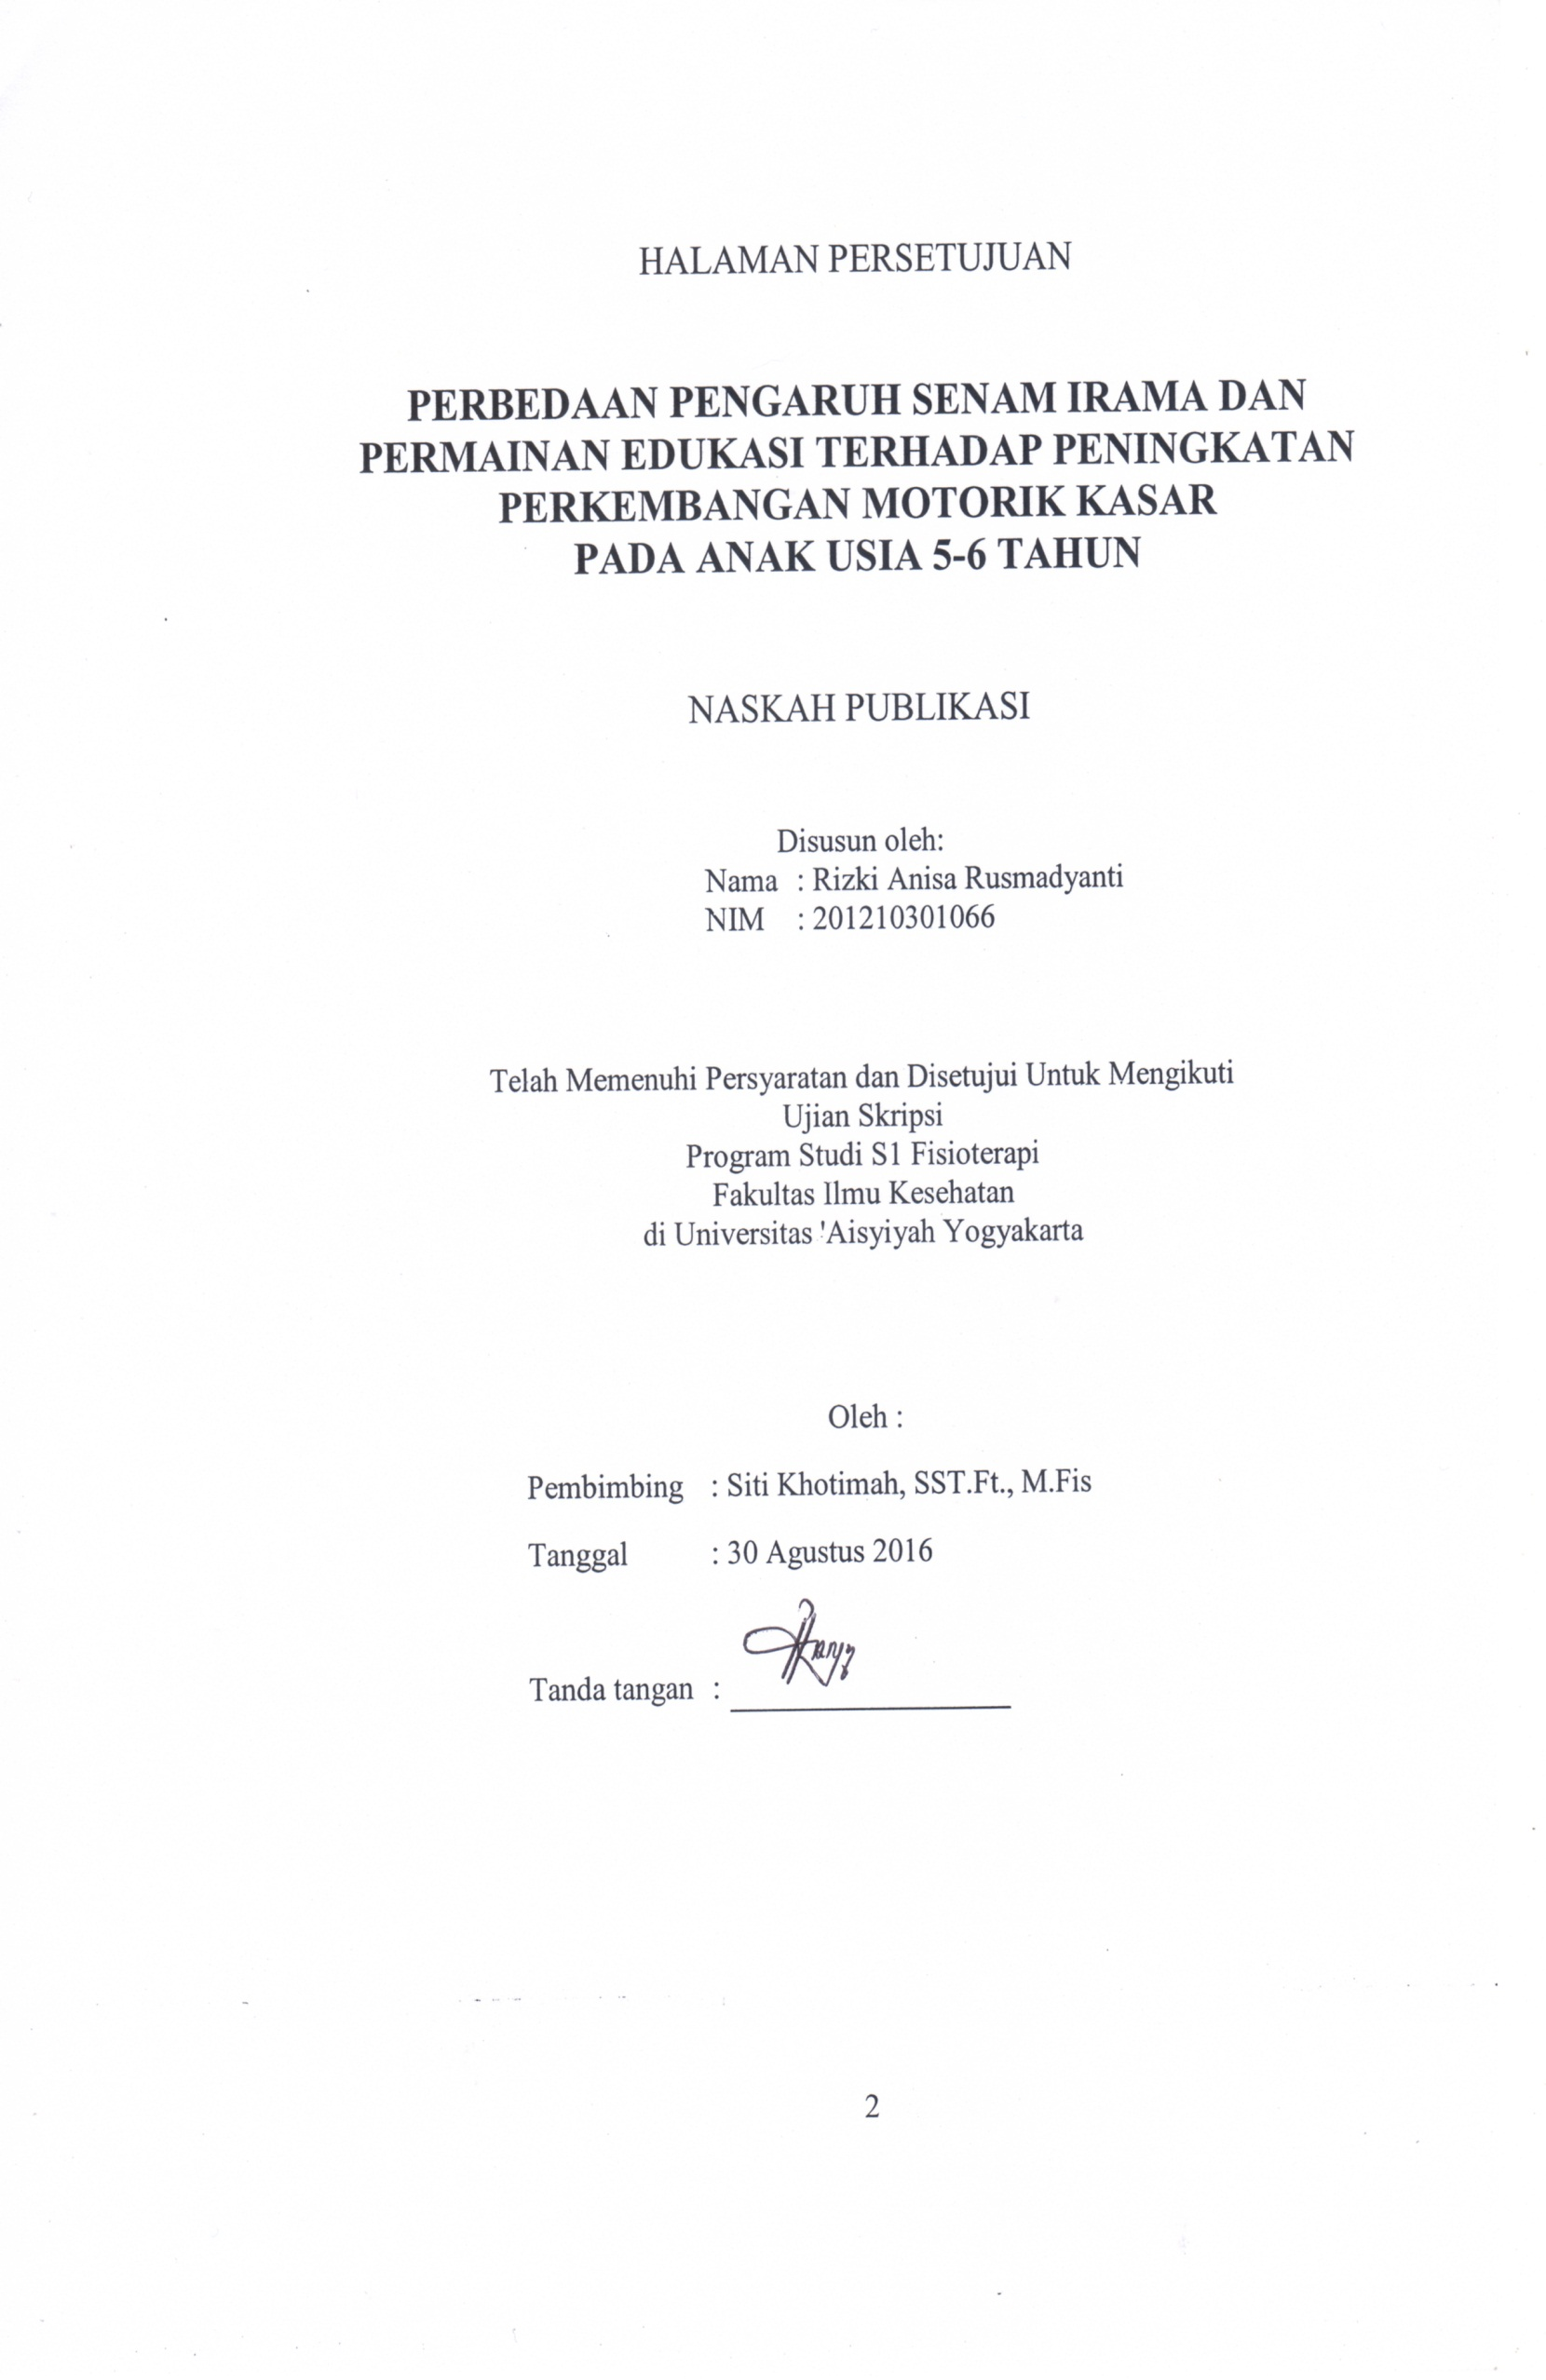 HALAMAN PERSETUJUAN
PERBEDAAN PENGARUH SENAM IRAMA DAN
PERMAINAN EDUKASI TERHADAP PENINGKATAN
PERKEMBANGAN MOTORIK KASAR
PADA ANAK USIA 5-6 TAHUN
NASKAH PUBLIKASI
Disusun oleh:
Nama : Rizki Anisa Rusmadyanti
NIM : 201210301066
Telah Memenuhi Persyaratan dan Disetujui Untuk Mengikuti
Ujian Skripsi
Program Studi S1 Fisioterapi
Fakultas Ilmu Kesehatan
di Universitas 'Aisyiyah Yogyakarta
Oleh :
Pembimbing : Siti Khotimah, SST.Ft., M.Fis
Tanggal : 30 Agustus 2016
Tanda tangan :
2